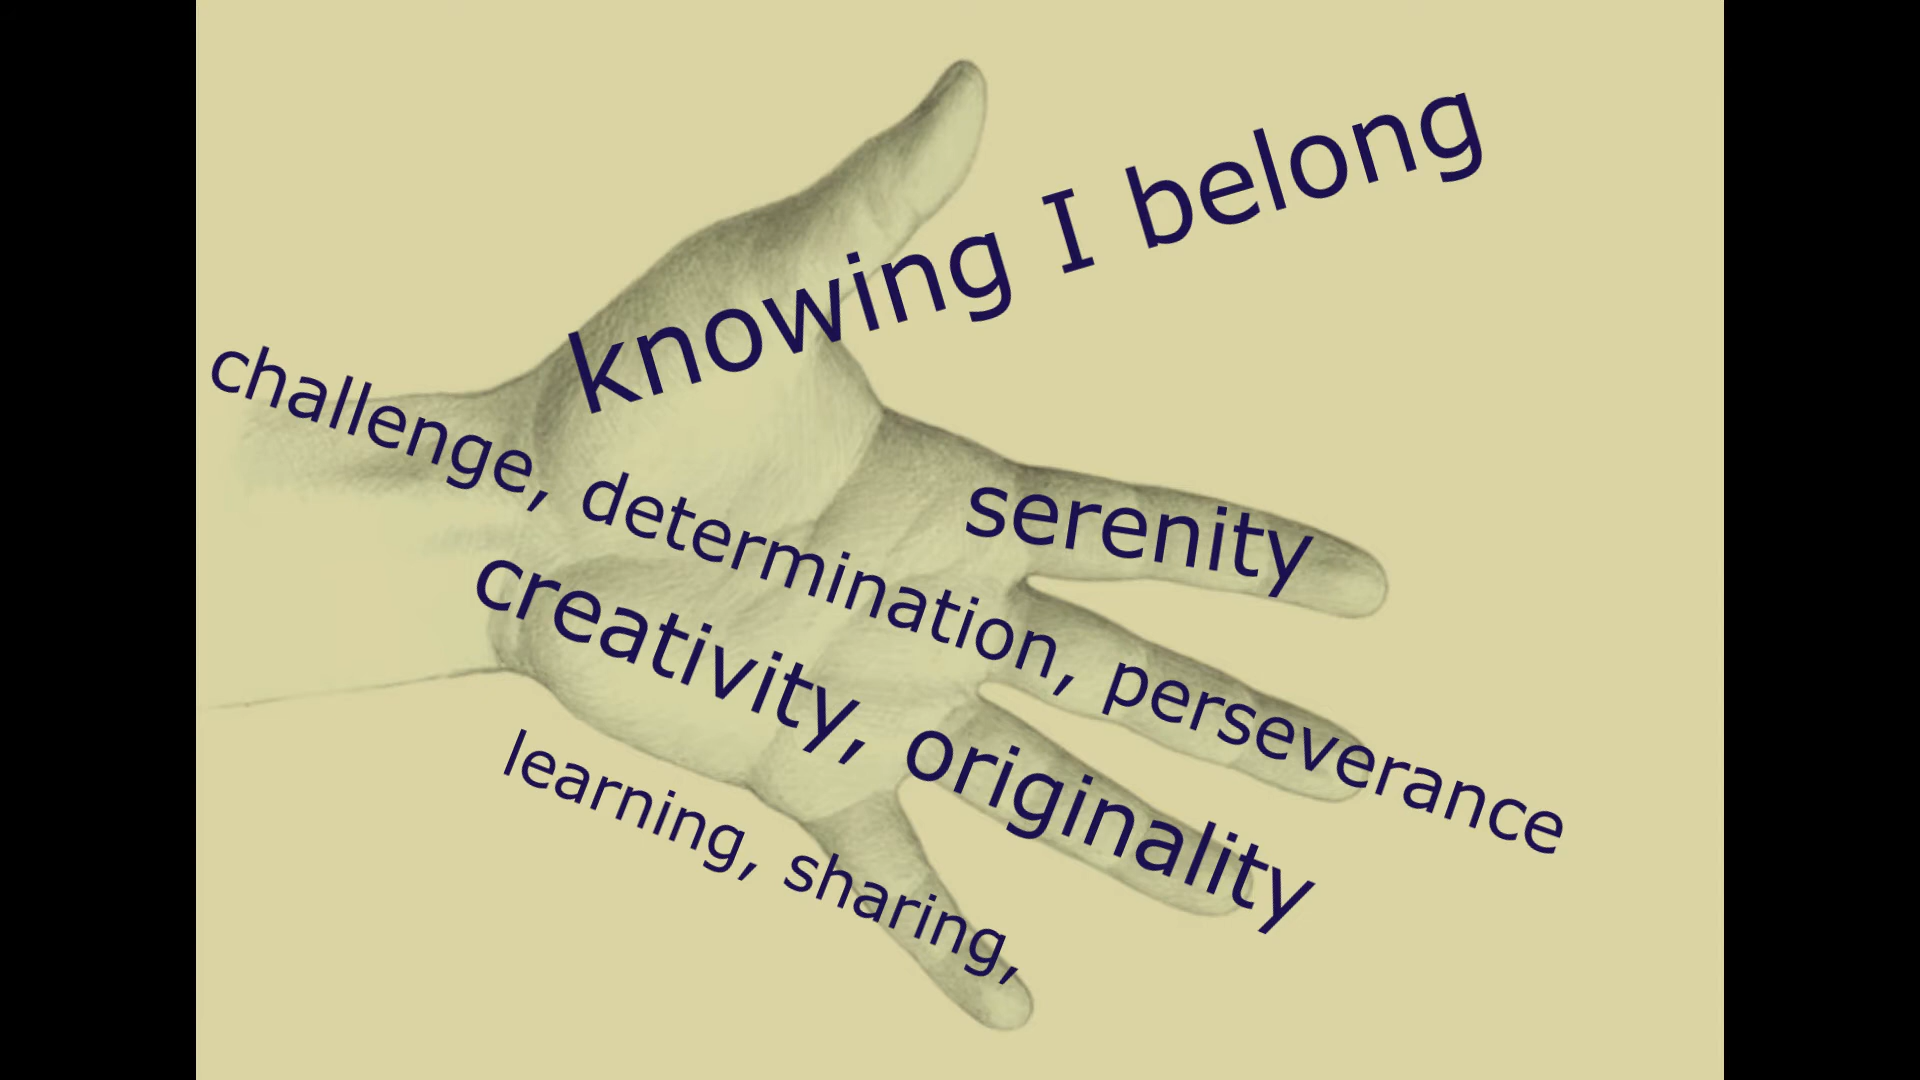 knowing I belong
serenity
challenge, determination, perseverance
creativity, originality
learning, sharing,